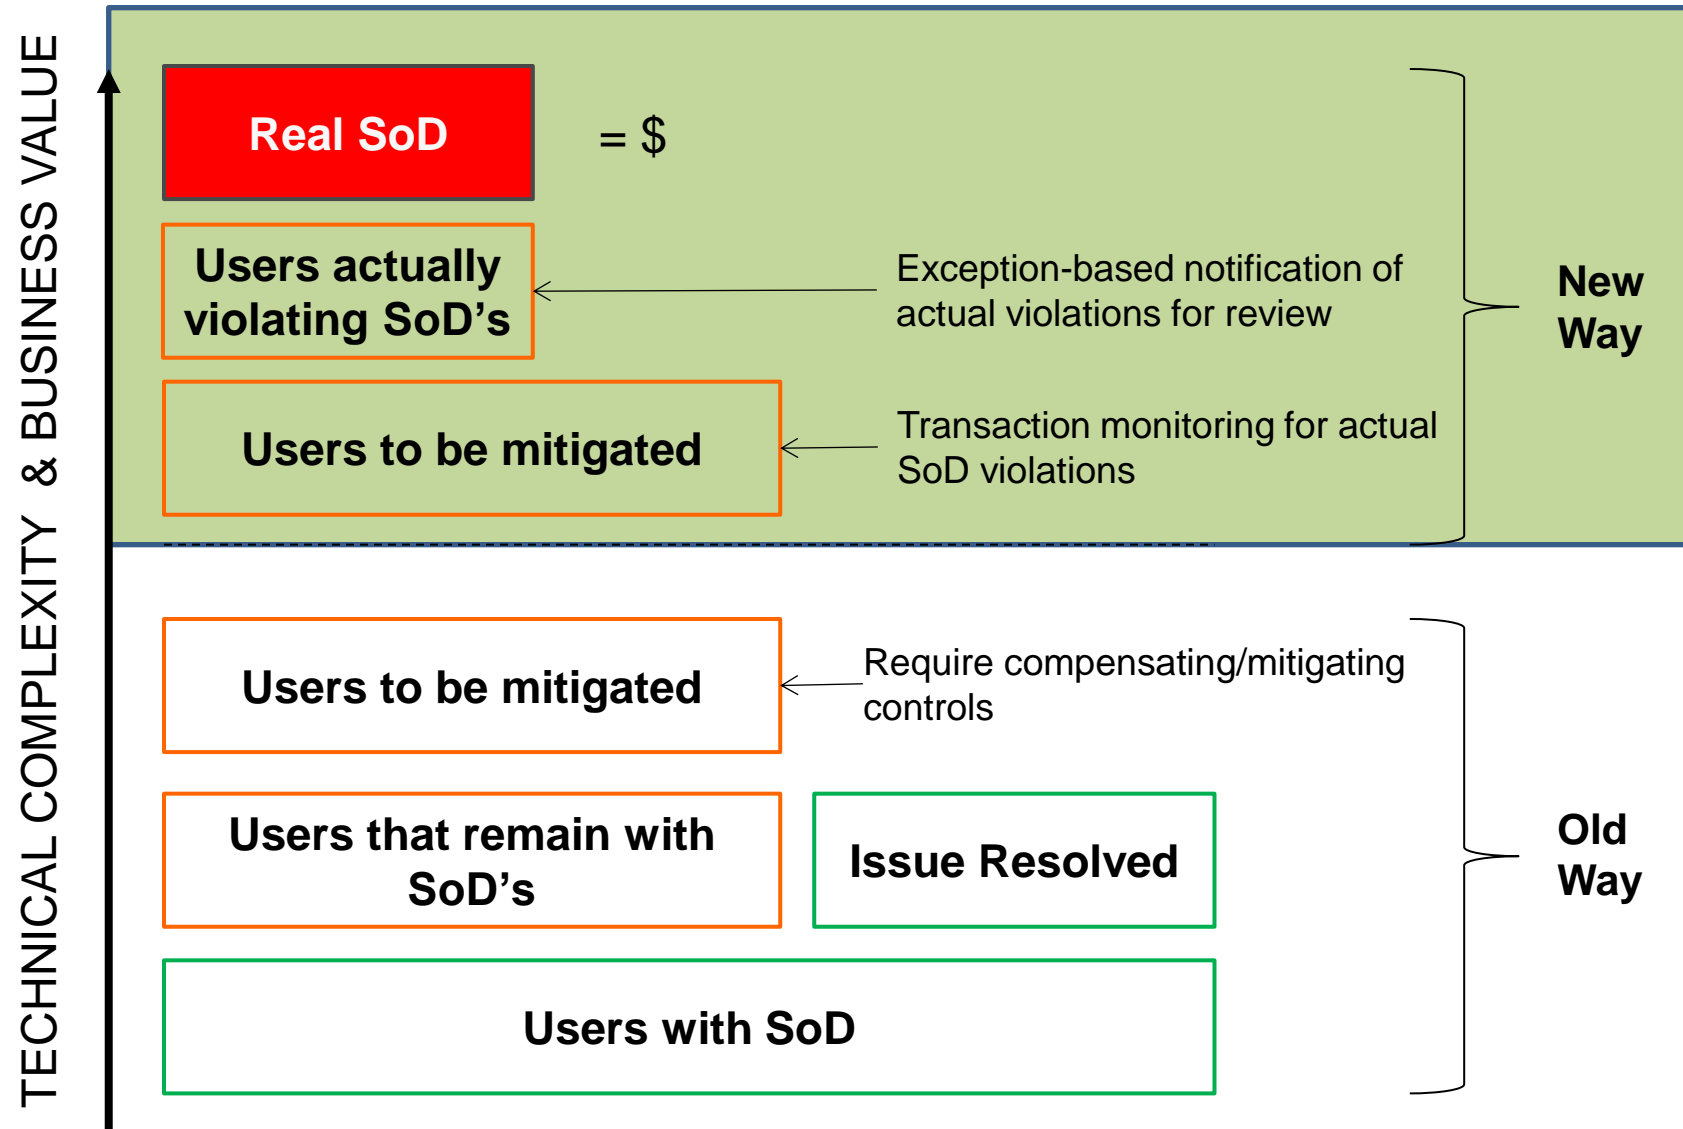 TECHNICAL COMPLEXITY & BUSINESS VALUE
Real SoD
= $
Users actually
violating SoD's
Exception-based notification of
actual violations for review
New
Way
Users to be mitigated
Transaction monitoring for actual
SoD violations
Users to be mitigated
Require compensating/mitigating
controls
Users that remain with
SoD's
Issue Resolved
Old
Way
Users with SoD